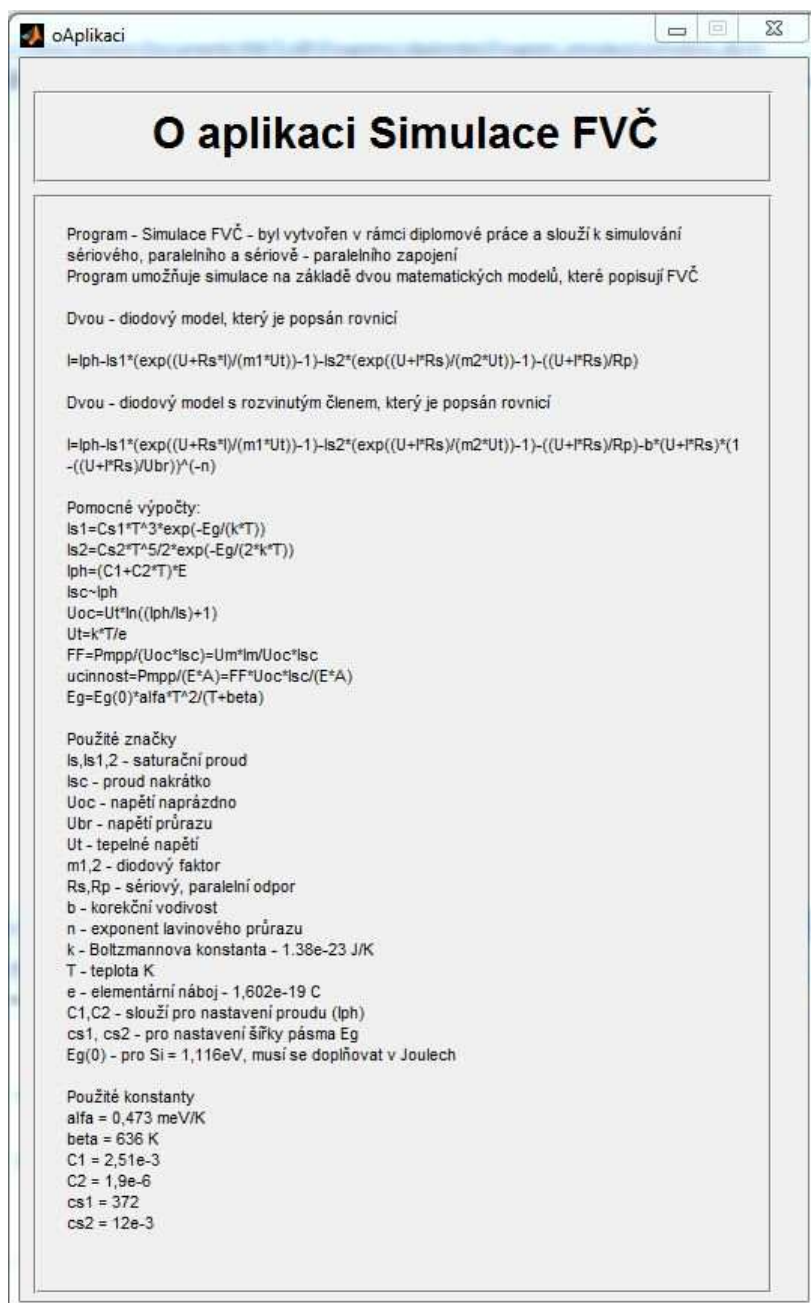 oAplikaci
O aplikaci Simulace FVČ
Program - Simulace FVČ - byl vytvořen v rámci diplomové práce a slouží k simulování
sériového, paralelního a sériově - paralelního zapojení
Program umožňuje simulace na základě dvou matematických modelů, které popisují FVČ
Dvou - diodový model, který je popsán rovnicí
I=Iph-Is1*(exp((U+Rs*I)/(m1*Ut))-1)-Is2*(exp((U+I*Rs)/(m2*Ut))-1)-((U+I*Rs)/Rp)
Dvou - diodový model s rozvinutým členem, který je popsán rovnicí
I=Iph-Is1*(exp((U+Rs*I)/(m1*Ut))-1)-Is2*(exp((U+I*Rs)/(m2*Ut))-1)-((U+I*Rs)/Rp)-b*(U+I*Rs)*(1
-((U+I*Rs)/Ubr))^(-n)
Pomocné výpočty:
Is1=Cs1*T^3*exp(-Eg/(k*T))
Is2=Cs2*T^5/2*exp(-Eg/(2*k*T))
Iph=(C1+C2*T)*E
Isc~Iph
Uoc=Ut*ln((Iph/Is)+1)
Ut=k*T/e
FF=Pmpp/(Uoc*Isc)=Um*Im/Uoc*Isc
ucinnost=Pmpp/(E*A)=FF*Uoc*Isc/(E*A)
Eg=Eg(0)*alfa*T^2/(T+beta)
Použité značky
Is,Is1,2 - saturační proud
Isc - proud nakrátko
Uoc - napětí naprázdno
Ubr - napětí průrazu
Ut - tepelné napětí
m1,2 - diodový faktor
Rs,Rp - sériový, paralelní odpor
b - korekční vodivost
n - exponent lavinového průrazu
k - Boltzmannova konstanta - 1.38e-23 J/K
T - teplota K
e - elementární náboj - 1,602e-19 C
C1,C2 - slouží pro nastavení proudu (Iph)
cs1, cs2 - pro nastavení šířky pásma Eg
Eg(0) - pro Si = 1,116eV, musí se doplňovat v Joulech
Použité konstanty
alfa = 0,473 meV/K
beta = 636 K
C1 = 2,51e-3
C2 = 1,9e-6
cs1 = 372
cs2 = 12e-3